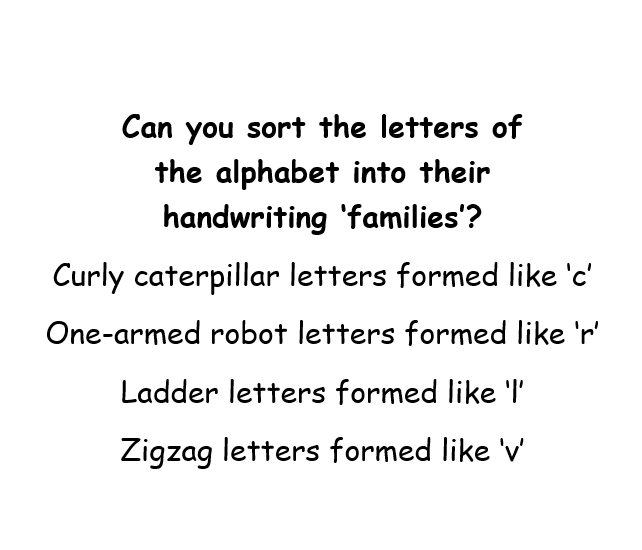 Can you sort the letters of
the alphabet into their
handwriting ‘families’?
Curly caterpillar letters formed like ‘c’
One-armed robot letters formed like ‘r’
Ladder letters formed like ‘l’
Zigzag letters formed like ‘v’